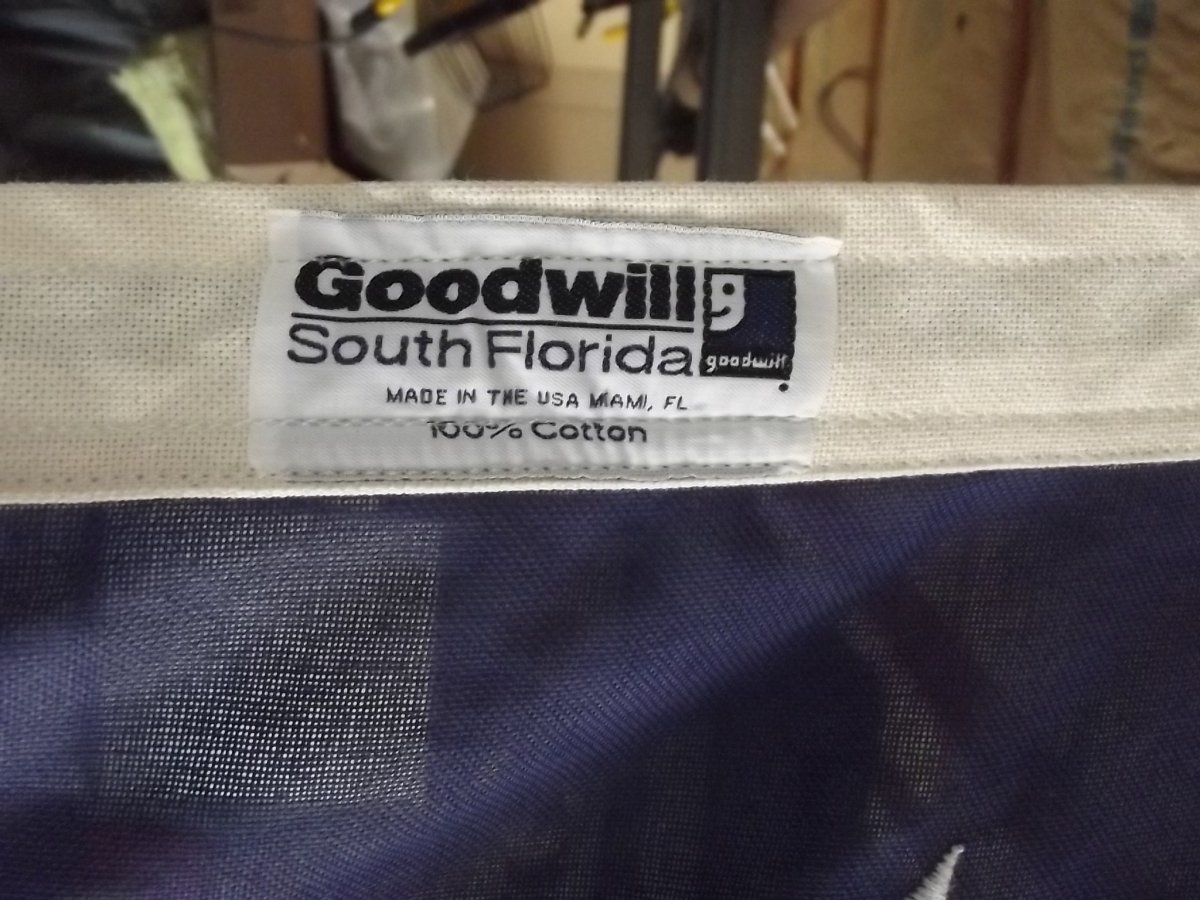 Goodwill
South Florida
g
goodwill
MADE IN THE USA MIAMI, FL
100% Cotton